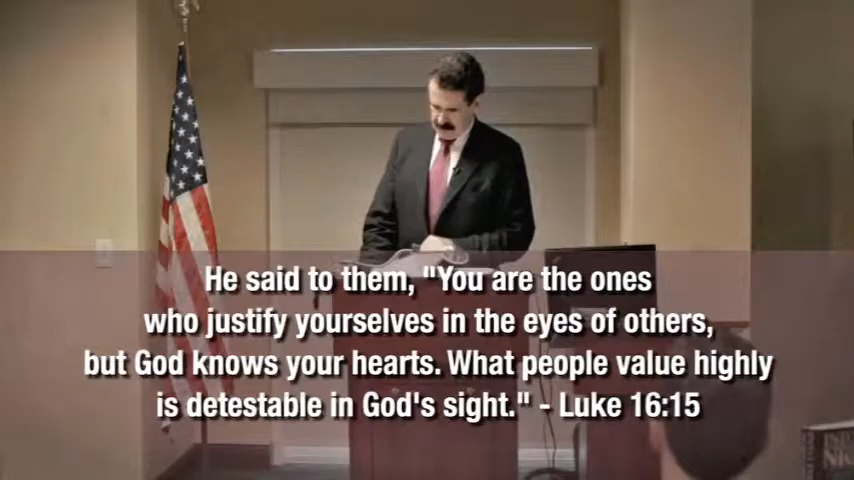 He said to them, "You are the ones
who justify yourselves in the eyes of others,
but God knows your hearts. What people value highly
is detestable in God's sight." - Luke 16:15